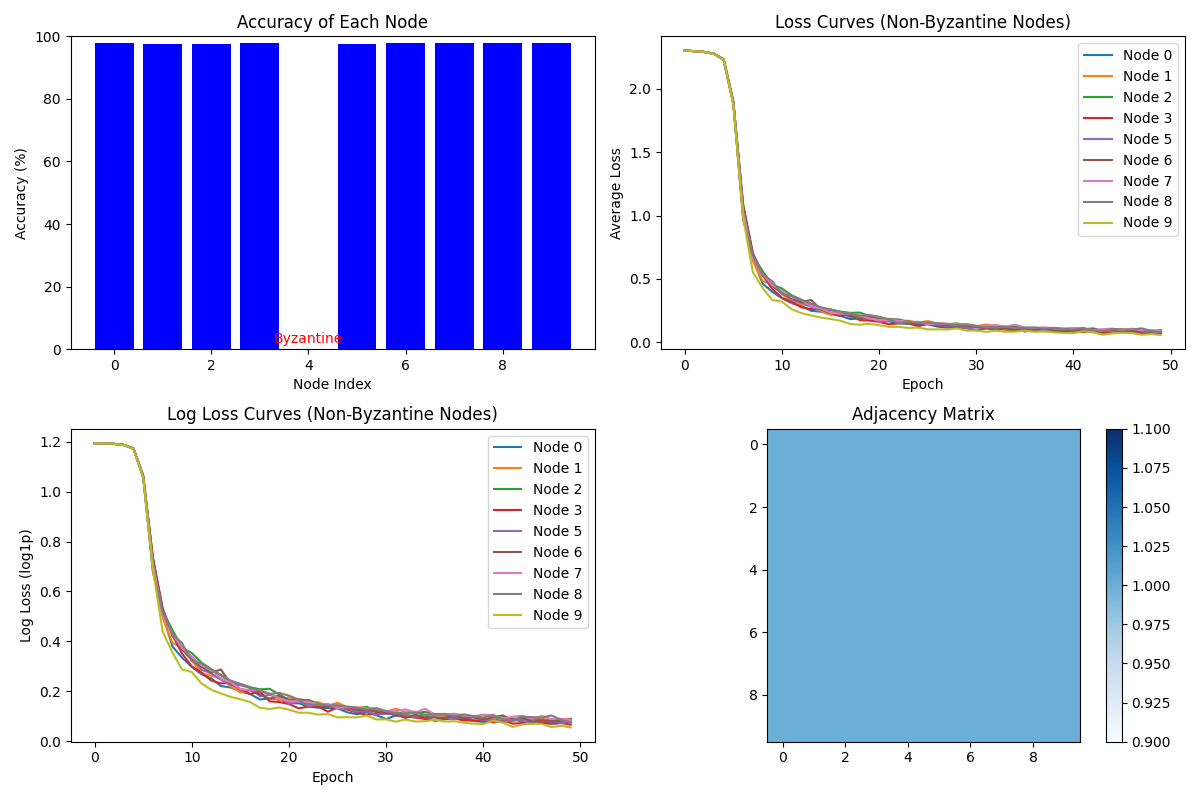 Accuracy of Each Node
Accuracy (%)
100
80
60
40
20
0
Byzantine
0 2 4 6 8
Node Index
Loss Curves (Non-Byzantine Nodes)
Average Loss
2.0
1.5
1.0
0.5
0.0
Node 0
Node 1
Node 2
Node 3
Node 5
Node 6
Node 7
Node 8
Node 9
0 10 20 30 40 50
Epoch
Log Loss Curves (Non-Byzantine Nodes)
Log Loss (log1p)
1.2
1.0
0.8
0.6
0.4
0.2
0.0
Node 0
Node 1
Node 2
Node 3
Node 5
Node 6
Node 7
Node 8
Node 9
0 10 20 30 40 50
Epoch
Adjacency Matrix
0
2
4
6
8
0 2 4 6 8
1.100
1.075
1.050
1.025
1.000
0.975
0.950
0.925
0.900